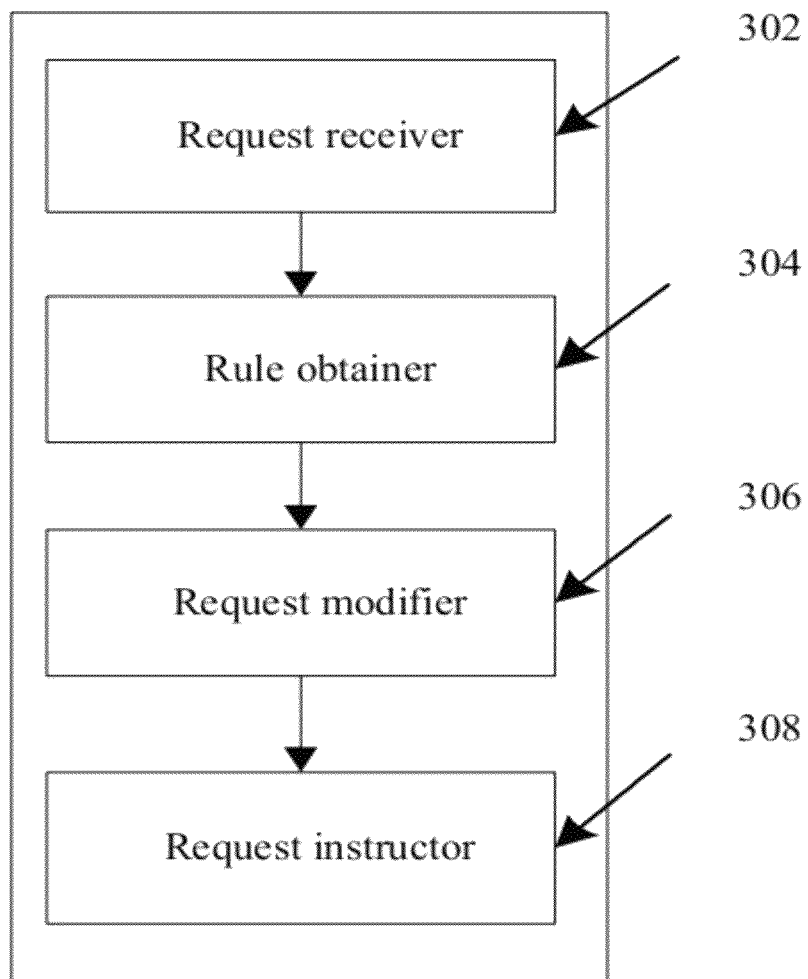 302
Request receiver
304
Rule obtainer
306
Request modifier
308
Request instructor